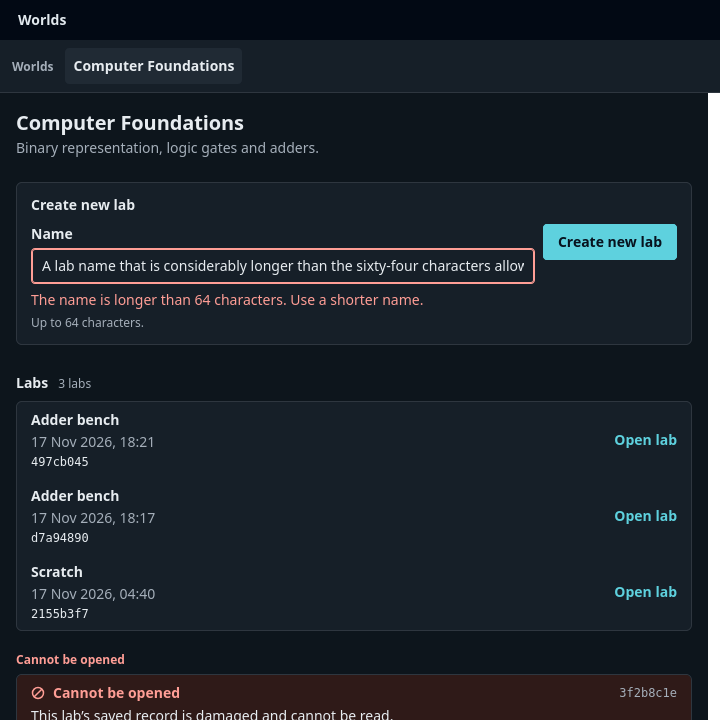 Worlds
Worlds Computer Foundations
Computer Foundations
Binary representation, logic gates and adders.
Create new lab
Name
A lab name that is considerably longer than the sixty-four characters allow
Create new lab
The name is longer than 64 characters. Use a shorter name.
Up to 64 characters.
Labs 3 labs
Adder bench
17 Nov 2026, 18:21
497cb045
Open lab
Adder bench
17 Nov 2026, 18:17
d7a94890
Open lab
Scratch
17 Nov 2026, 04:40
2155b3f7
Open lab
Cannot be opened
Cannot be opened 3f2b8c1e
This lab’s saved record is damaged and cannot be read.